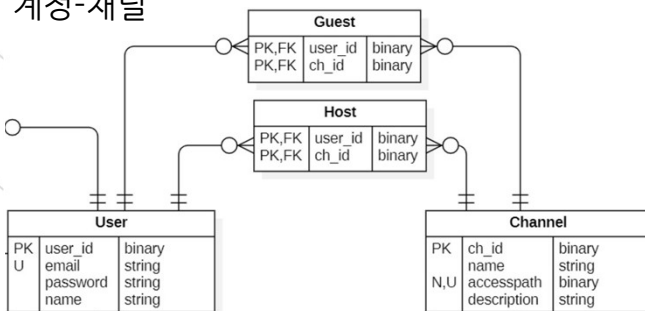 계정-채널
Guest
PK,FK user_id binary
PK,FK ch_id binary
Host
PK,FK user_id binary
PK,FK ch_id binary
User
PK user_id binary
U email string
password string
name string
Channel
PK ch_id binary
name string
N,U accesspath binary
description string